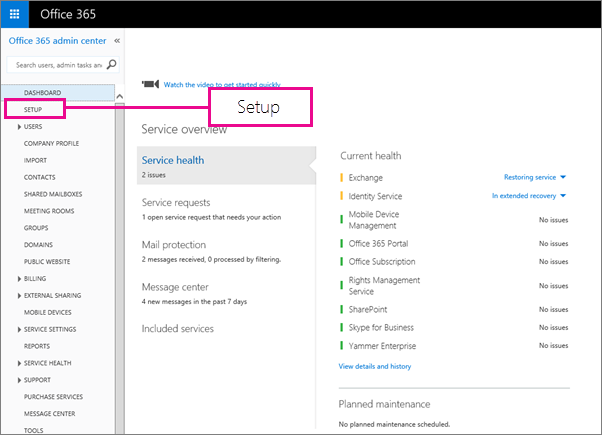 Office 365
Office 365 admin center «
Search users, admin tasks and
DASHBOARD
SETUP
USERS
COMPANY PROFILE
IMPORT
CONTACTS
SHARED MAILBOXES
MEETING ROOMS
GROUPS
DOMAINS
PUBLIC WEBSITE
BILLING
EXTERNAL SHARING
MOBILE DEVICES
SERVICE SETTINGS
REPORTS
SERVICE HEALTH
SUPPORT
PURCHASE SERVICES
MESSAGE CENTER
TOOLS
Watch the video to get started quickly
Setup
Service overview
Service health
2 issues
Service requests
1 open service request that needs your action
Mail protection
2 messages received, 0 processed by filtering.
Message center
4 new messages in the past 7 days
Included services
Current health
Exchange Restoring service
Identity Service In extended recovery
Mobile Device No issues
Management
Office 365 Portal No issues
Office Subscription No issues
Rights Management No issues
Service
SharePoint No issues
Skype for Business No issues
Yammer Enterprise No issues
View details and history
Planned maintenance
No planned maintenance scheduled.